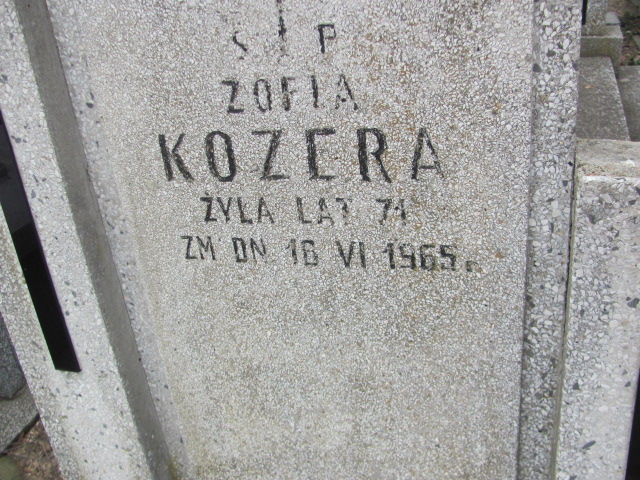 S P
ZOFIA
KOZERA
ŻYŁA LAT 71
ZM DN 16 VI 1965 r.